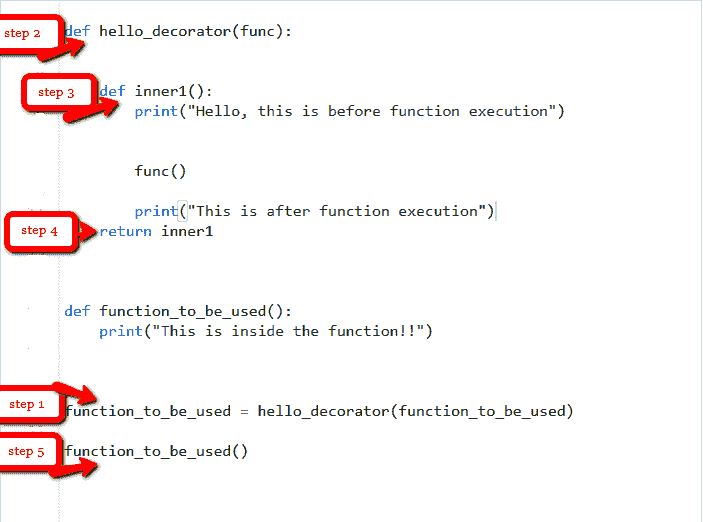 step 2
def hello_decorator(func):
step 3
def inner1():
print("Hello, this is before function execution")
func()
print("This is after function execution")
step 4
return inner1
def function_to_be_used():
print("This is inside the function!!")
step 1
function_to_be_used = hello_decorator(function_to_be_used)
step 5
function_to_be_used()